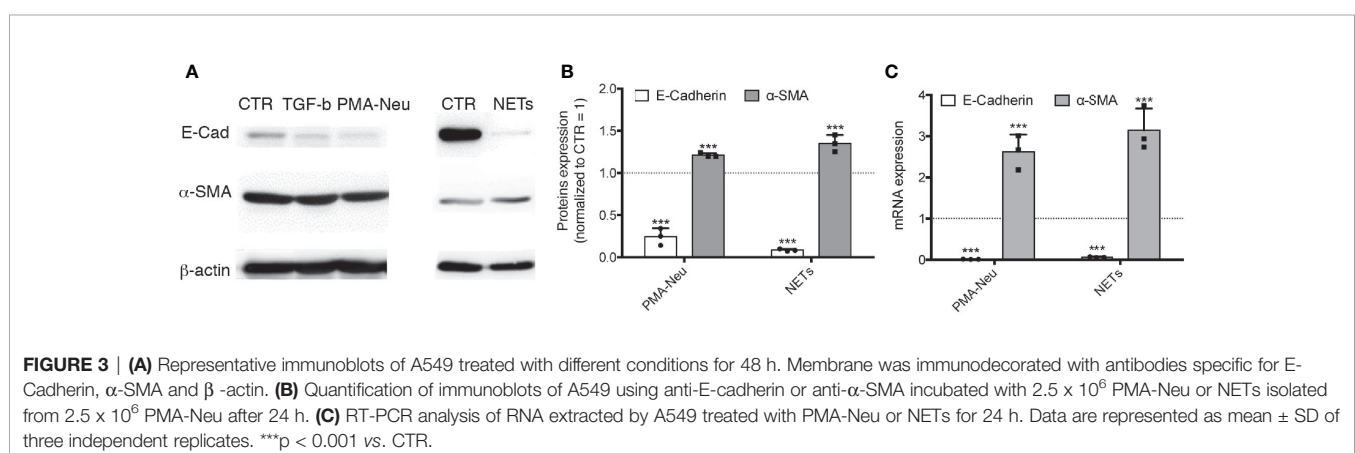 A
CTR TGF-b PMA-Neu
CTR NETs
E-Cad
α-SMA
β-actin
B
E-Cadherin
α-SMA
Proteins expression
(normalized to CTR = 1)
2.0
1.5
1.0
0.5
0.0
***
***
***
***
PMA-Neu
NETs
C
E-Cadherin
α-SMA
mRNA expression
4
3
2
1
0
***
***
***
***
PMA-Neu
NETs
FIGURE 3 | (A) Representative immunoblots of A549 treated with different conditions for 48 h. Membrane was immunodecorated with antibodies specific for E-
Cadherin, α-SMA and β -actin. (B) Quantification of immunoblots of A549 using anti-E-cadherin or anti-α-SMA incubated with 2.5 x 10⁶ PMA-Neu or NETs isolated
from 2.5 x 10⁶ PMA-Neu after 24 h. (C) RT-PCR analysis of RNA extracted by A549 treated with PMA-Neu or NETs for 24 h. Data are represented as mean ± SD of
three independent replicates. ***p < 0.001 vs. CTR.